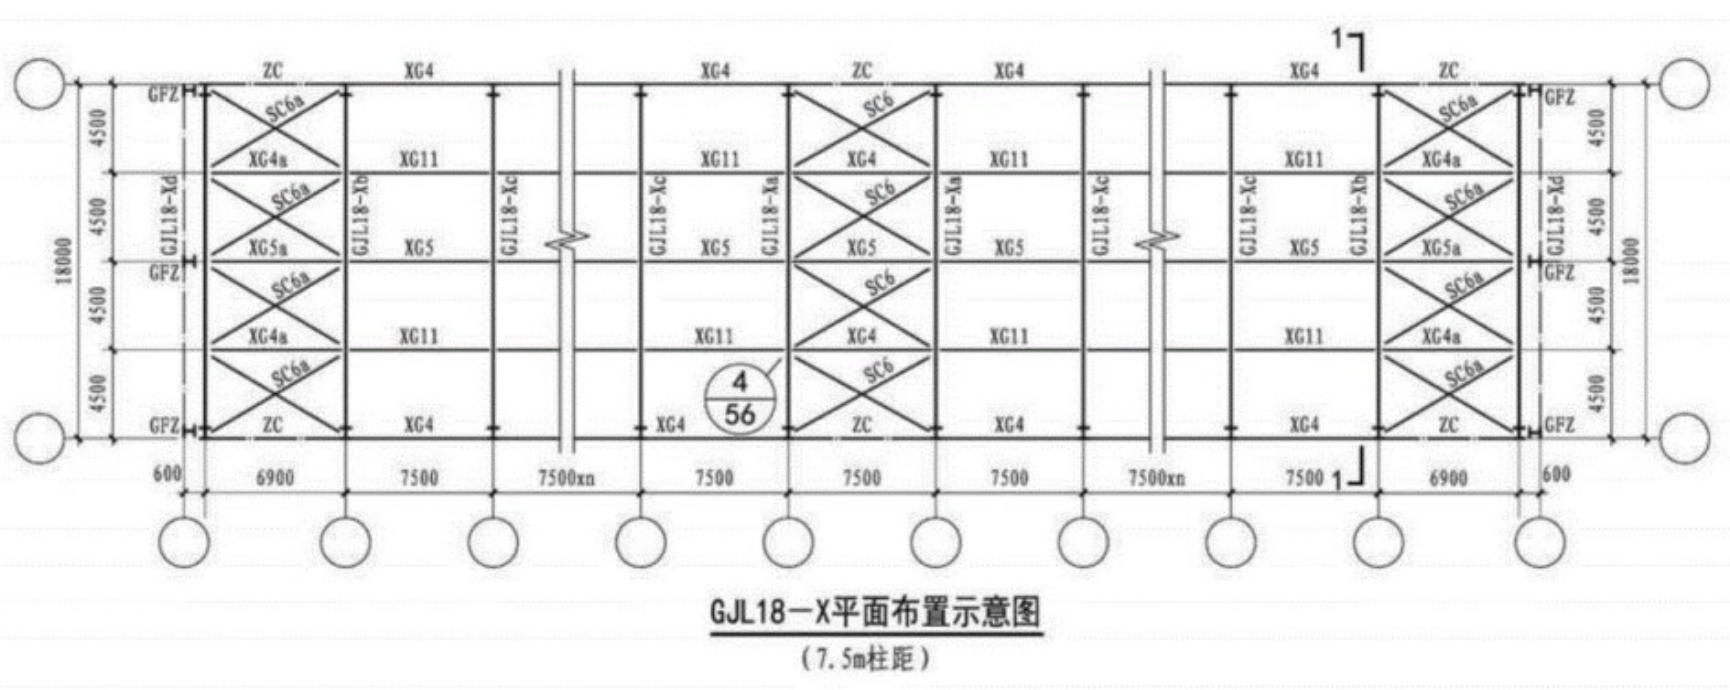 1
ZC XG4 XG4 ZC XG4 XG4 ZC
GFZ SC6a SC6 SC6a GFZ
4500 4500
XG4a XG11 XG11 XG4 XG11 XG11 XG4a
18000 4500 GJL18-Xd SC6a GJL18-Xb GJL18-Xc GJL18-Xc GJL18-Xa SC6 GJL18-Xa GJL18-Xc GJL18-Xc GJL18-Xb SC6a GJL18-Xd 4500 18000
XG5a XG5 XG5 XG5 XG5 XG5 XG5a
GFZ GFZ
4500 SC6a SC6 SC6a 4500
XG4a XG11 XG11 XG4 XG11 XG11 XG4a
4500 SC6a SC6 SC6a 4500
4
56
GFZ ZC XG4 XG4 ZC XG4 XG4 ZC GFZ
600 6900 7500 7500xn 7500 7500 7500 7500xn 7500 1 6900 600
GJL18-X平面布置示意图
(7.5m柱距)